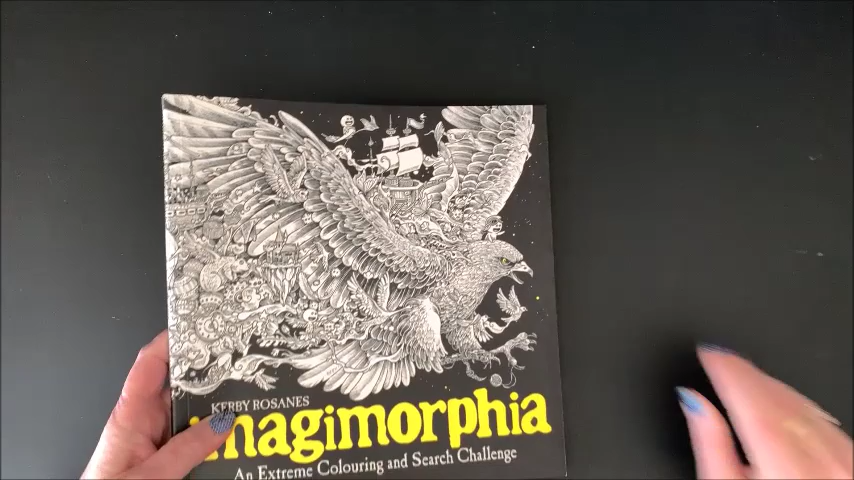 KERBY ROSANES
imagimorphia
An Extreme Colouring and Search Challenge